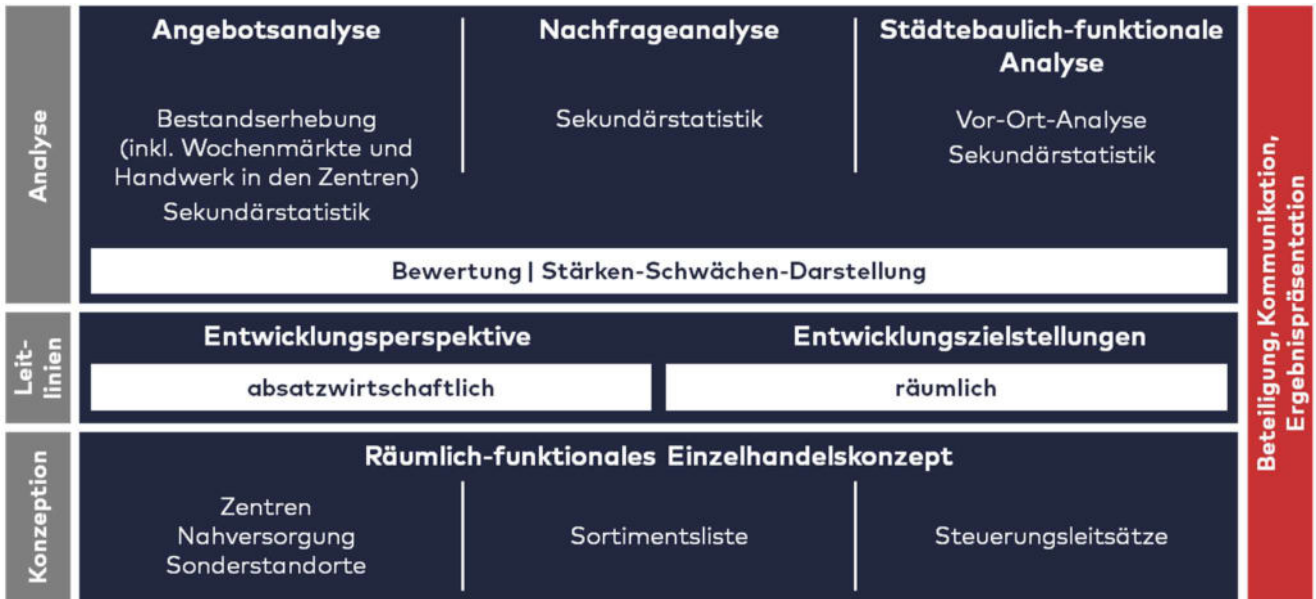 Analyse
Angebotsanalyse
Bestandserhebung
(inkl. Wochenmärkte und
Handwerk in den Zentren)
Sekundärstatistik
Nachfrageanalyse
Sekundärstatistik
Städtebaulich-funktionale
Analyse
Vor-Ort-Analyse
Sekundärstatistik
Bewertung | Stärken-Schwächen-Darstellung
Leit-
linien
Entwicklungsperspektive
absatzwirtschaftlich
Entwicklungszielstellungen
räumlich
Konzeption
Räumlich-funktionales Einzelhandelskonzept
Zentren
Nahversorgung
Sonderstandorte
Sortimentsliste
Steuerungsleitsätze
Beteiligung, Kommunikation,
Ergebnispräsentation